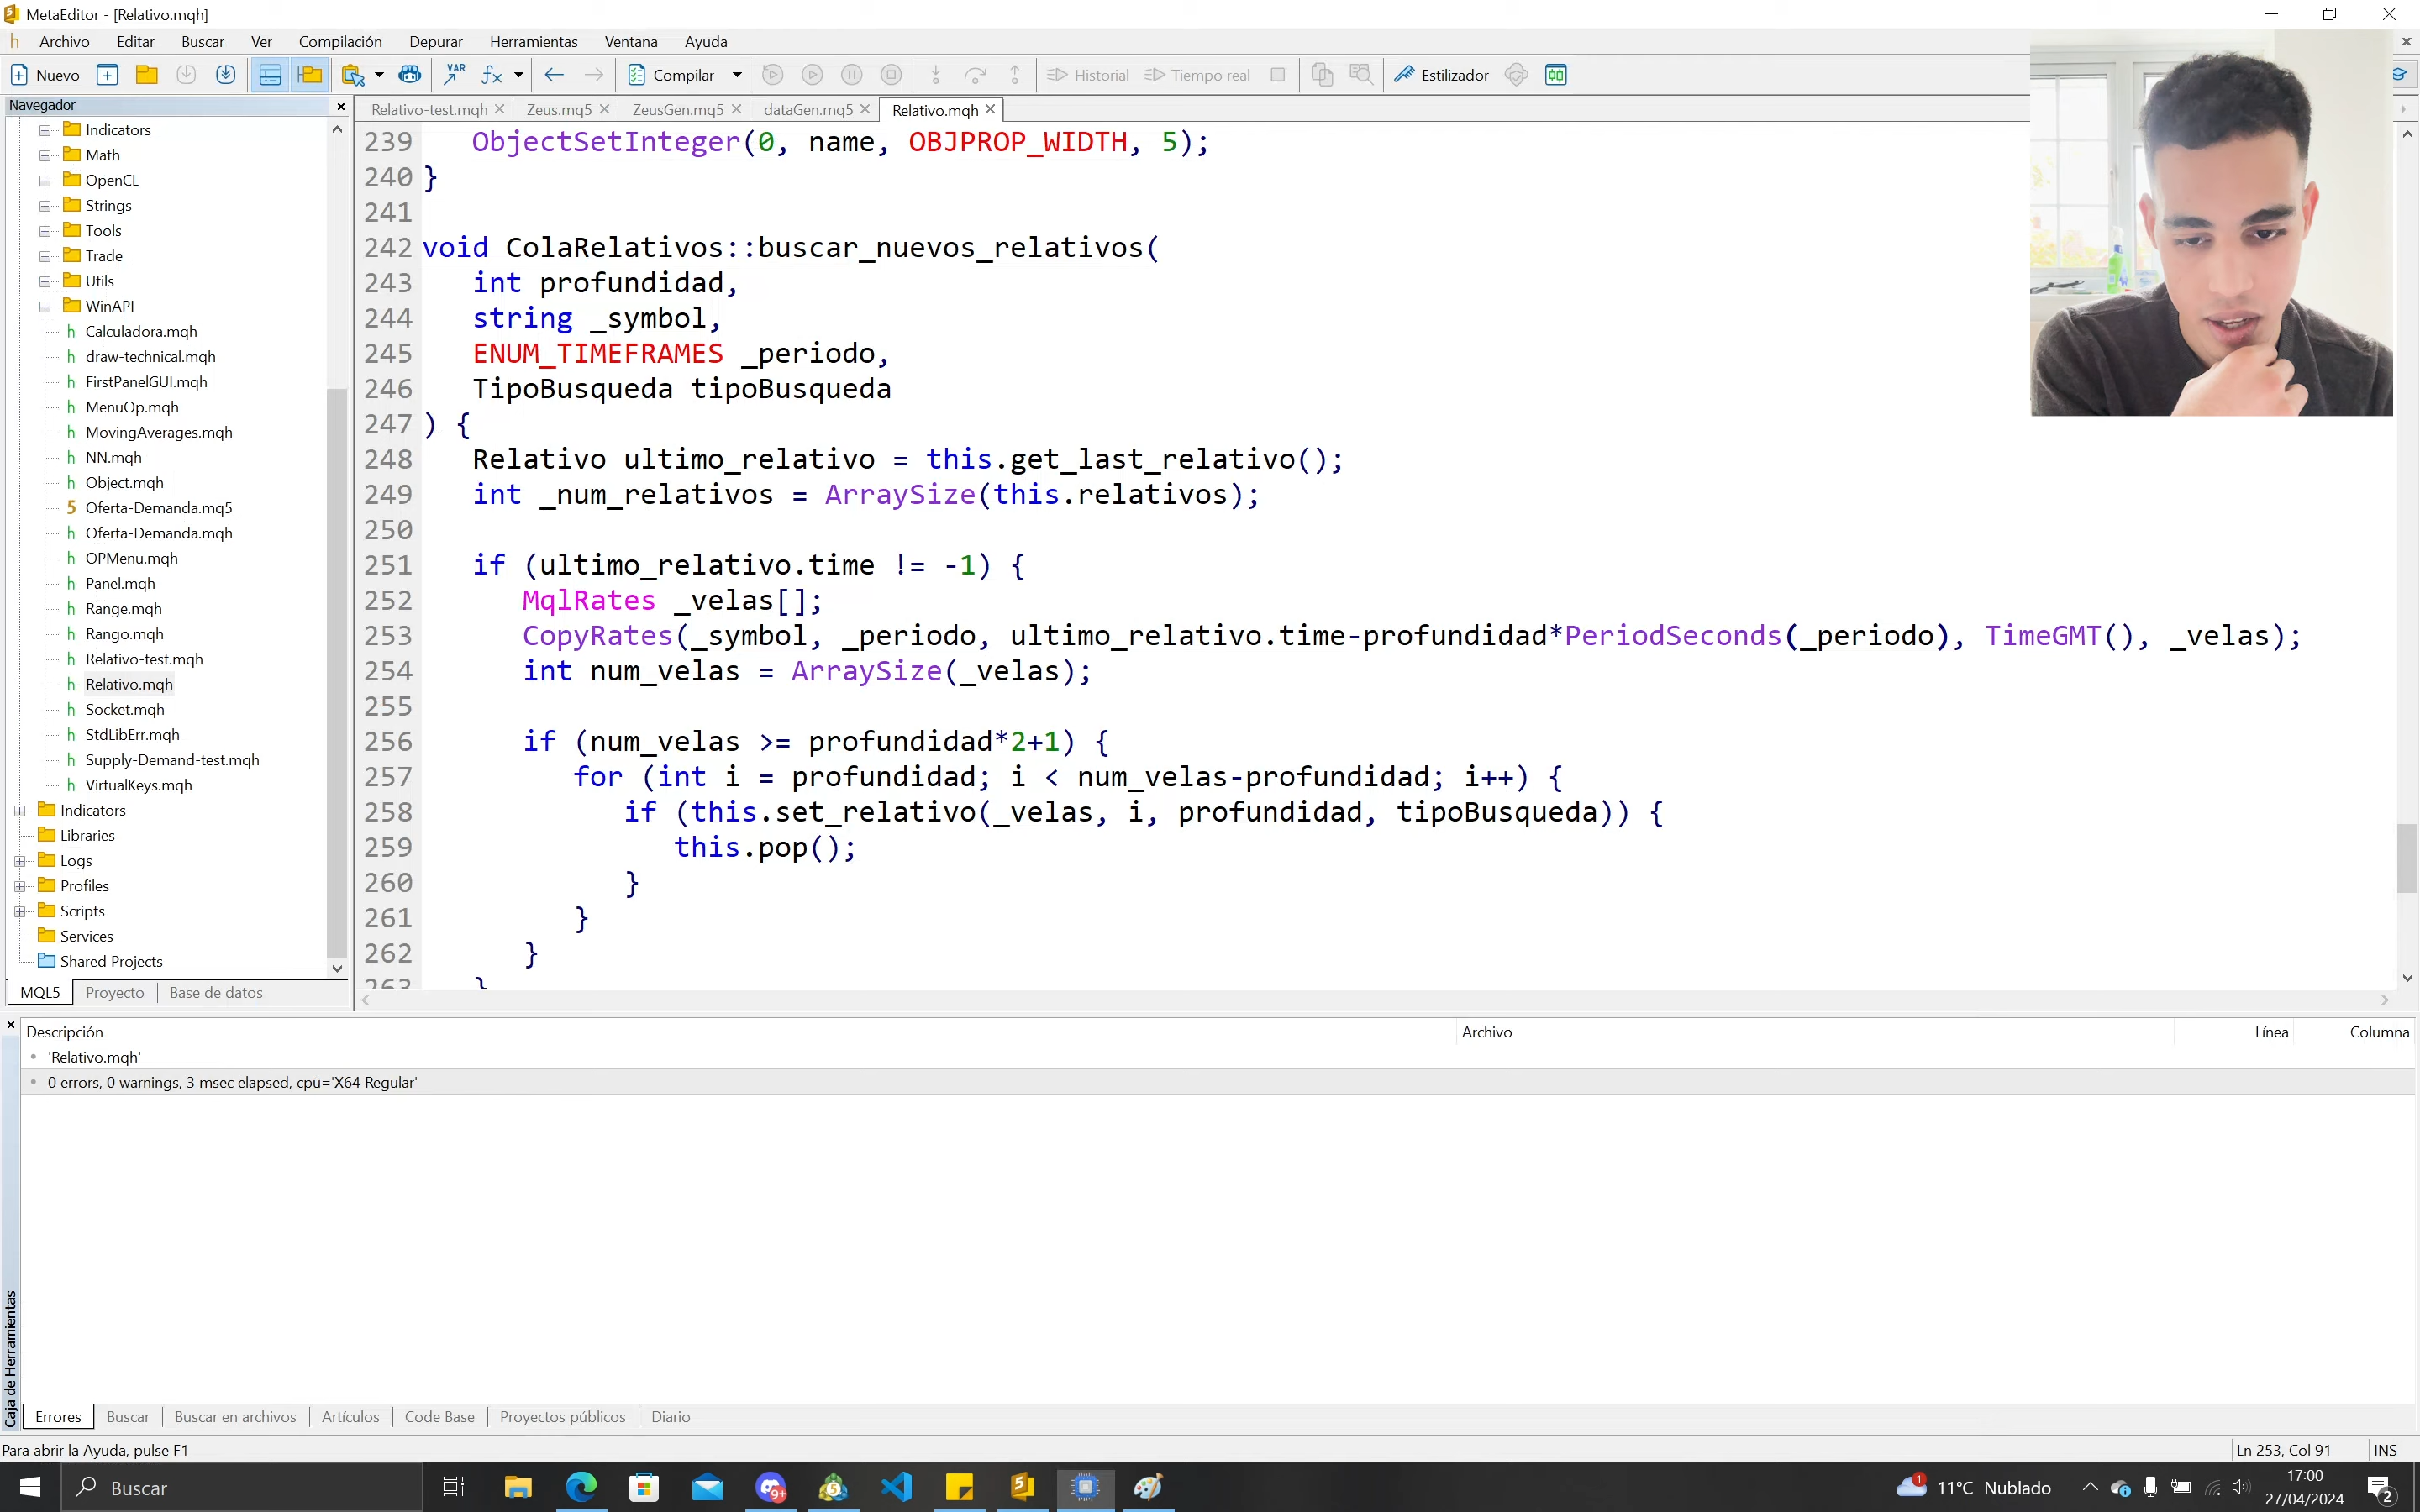 MetaEditor - [Relativo.mqh]
Archivo Editar Buscar Ver Compilación Depurar Herramientas Ventana Ayuda
Nuevo VAR fx Compilar Historial Tiempo real Estilizador
Navegador
Indicators
Math
OpenCL
Strings
Tools
Trade
Utils
WinAPI
Calculadora.mqh
draw-technical.mqh
FirstPanelGUI.mqh
MenuOp.mqh
MovingAverages.mqh
NN.mqh
Object.mqh
Oferta-Demanda.mq5
Oferta-Demanda.mqh
OPMenu.mqh
Panel.mqh
Range.mqh
Rango.mqh
Relativo-test.mqh
Relativo.mqh
Socket.mqh
StdLibErr.mqh
Supply-Demand-test.mqh
VirtualKeys.mqh
Indicators
Libraries
Logs
Profiles
Scripts
Services
Shared Projects
MQL5 Proyecto Base de datos
Relativo-test.mqh Zeus.mq5 ZeusGen.mq5 dataGen.mq5 Relativo.mqh
239 ObjectSetInteger(0, name, OBJPROP_WIDTH, 5);
240 }
241
242 void ColaRelativos::buscar_nuevos_relativos(
243 int profundidad,
244 string _symbol,
245 ENUM_TIMEFRAMES _periodo,
246 TipoBusqueda tipoBusqueda
247 ) {
248 Relativo ultimo_relativo = this.get_last_relativo();
249 int _num_relativos = ArraySize(this.relativos);
250
251 if (ultimo_relativo.time != -1) {
252 MqlRates _velas[];
253 CopyRates(_symbol, _periodo, ultimo_relativo.time-profundidad*PeriodSeconds(_periodo), TimeGMT(), _velas);
254 int num_velas = ArraySize(_velas);
255
256 if (num_velas >= profundidad*2+1) {
257 for (int i = profundidad; i < num_velas-profundidad; i++) {
258 if (this.set_relativo(_velas, i, profundidad, tipoBusqueda)) {
259 this.pop();
260 }
261 }
262 }
263 }
Descripción Archivo Línea Columna
'Relativo.mqh'
0 errors, 0 warnings, 3 msec elapsed, cpu='X64 Regular'
Caja de Herramientas
Errores Buscar Buscar en archivos Artículos Code Base Proyectos públicos Diario
Para abrir la Ayuda, pulse F1 Ln 253, Col 91 INS
Buscar 9+ 1 11°C Nublado 17:00
27/04/2024 2